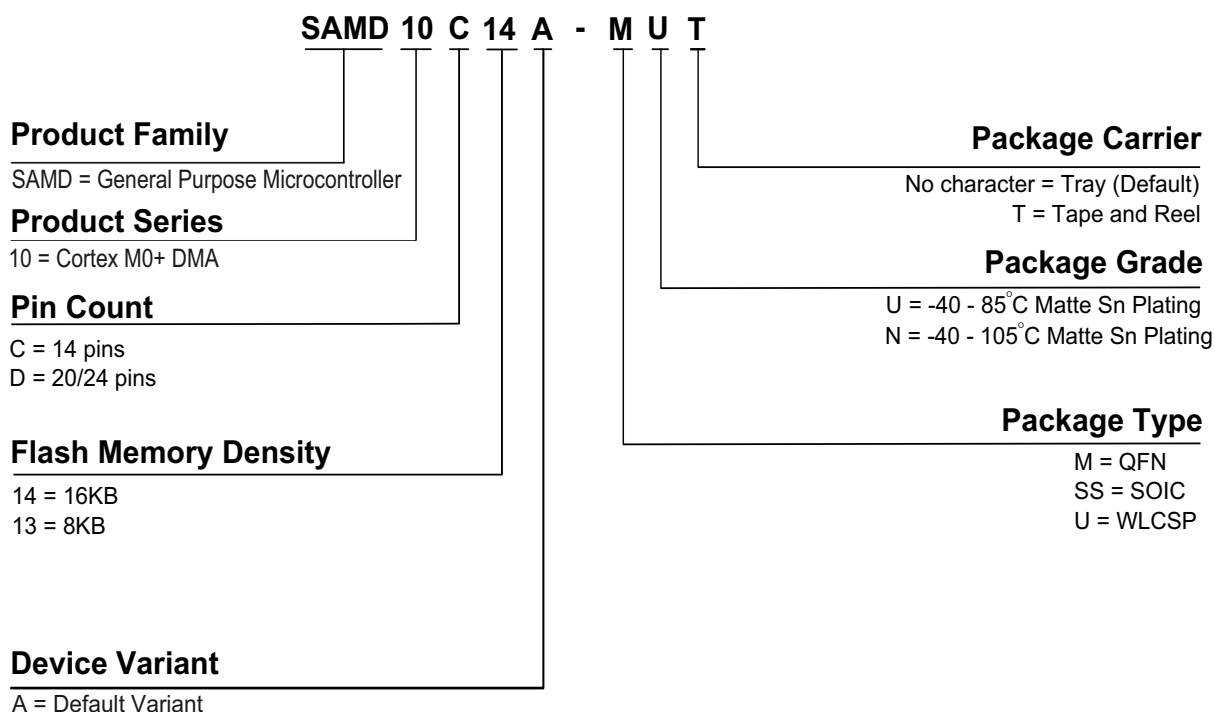 SAMD 10 C 14 A - M U T
Product Family
SAMD = General Purpose Microcontroller
Product Series
10 = Cortex M0+ DMA
Pin Count
C = 14 pins
D = 20/24 pins
Flash Memory Density
14 = 16KB
13 = 8KB
Device Variant
A = Default Variant
Package Carrier
No character = Tray (Default)
T = Tape and Reel
Package Grade
U = -40 - 85°C Matte Sn Plating
N = -40 - 105°C Matte Sn Plating
Package Type
M = QFN
SS = SOIC
U = WLCSP